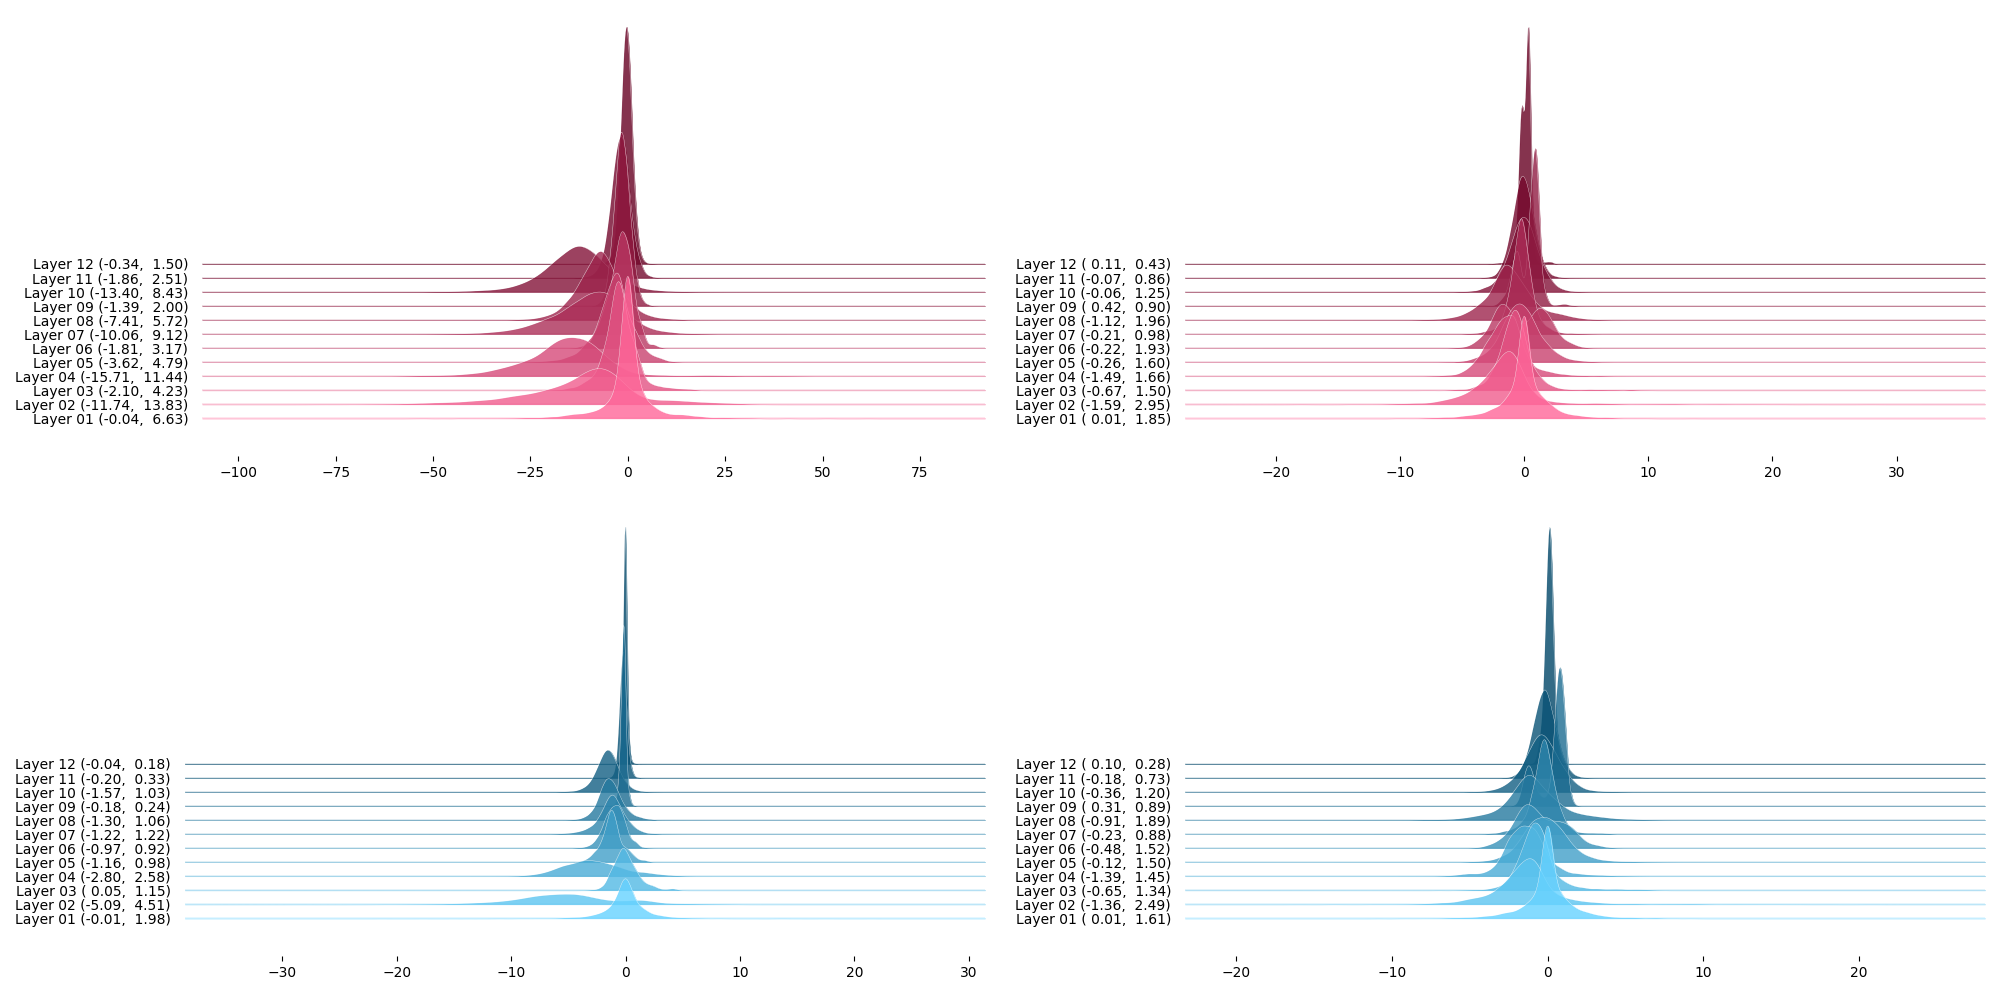 Layer 12 (-0.34,  1.50)
Layer 11 (-1.86,  2.51)
Layer 10 (-13.40,  8.43)
Layer 09 (-1.39,  2.00)
Layer 08 (-7.41,  5.72)
Layer 07 (-10.06,  9.12)
Layer 06 (-1.81,  3.17)
Layer 05 (-3.62,  4.79)
Layer 04 (-15.71,  11.44)
Layer 03 (-2.10,  4.23)
Layer 02 (-11.74,  13.83)
Layer 01 (-0.04,  6.63)
−100 −75 −50 −25 0 25 50 75
Layer 12 ( 0.11,  0.43)
Layer 11 (-0.07,  0.86)
Layer 10 (-0.06,  1.25)
Layer 09 ( 0.42,  0.90)
Layer 08 (-1.12,  1.96)
Layer 07 (-0.21,  0.98)
Layer 06 (-0.22,  1.93)
Layer 05 (-0.26,  1.60)
Layer 04 (-1.49,  1.66)
Layer 03 (-0.67,  1.50)
Layer 02 (-1.59,  2.95)
Layer 01 ( 0.01,  1.85)
−20 −10 0 10 20 30
Layer 12 (-0.04,  0.18)
Layer 11 (-0.20,  0.33)
Layer 10 (-1.57,  1.03)
Layer 09 (-0.18,  0.24)
Layer 08 (-1.30,  1.06)
Layer 07 (-1.22,  1.22)
Layer 06 (-0.97,  0.92)
Layer 05 (-1.16,  0.98)
Layer 04 (-2.80,  2.58)
Layer 03 ( 0.05,  1.15)
Layer 02 (-5.09,  4.51)
Layer 01 (-0.01,  1.98)
−30 −20 −10 0 10 20 30
Layer 12 ( 0.10,  0.28)
Layer 11 (-0.18,  0.73)
Layer 10 (-0.36,  1.20)
Layer 09 ( 0.31,  0.89)
Layer 08 (-0.91,  1.89)
Layer 07 (-0.23,  0.88)
Layer 06 (-0.48,  1.52)
Layer 05 (-0.12,  1.50)
Layer 04 (-1.39,  1.45)
Layer 03 (-0.65,  1.34)
Layer 02 (-1.36,  2.49)
Layer 01 ( 0.01,  1.61)
−20 −10 0 10 20